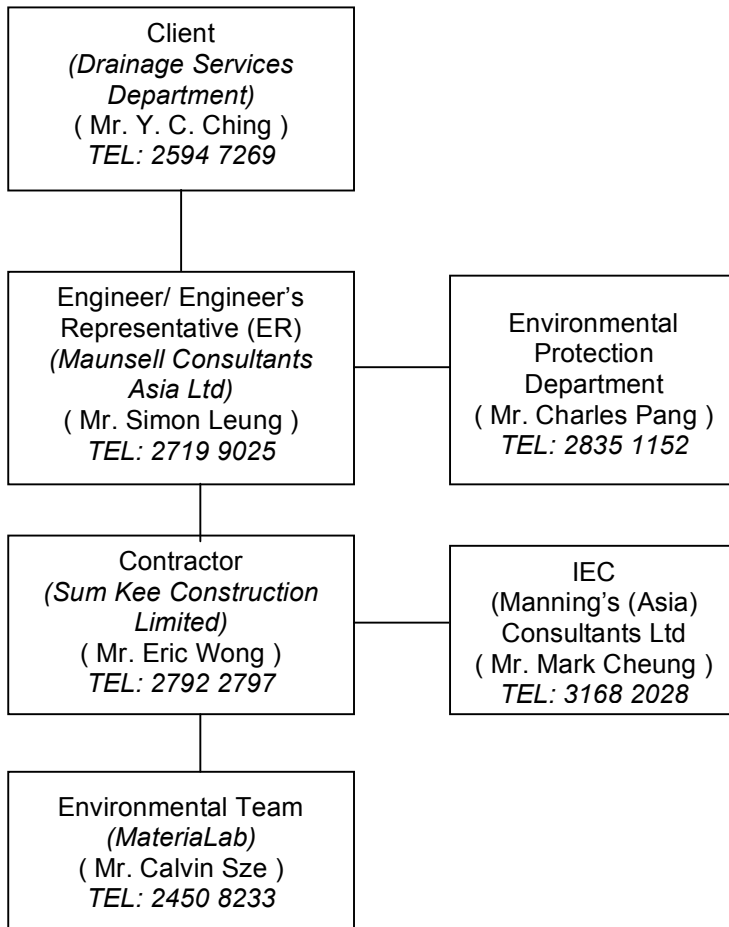 Client
(Drainage Services
Department)
( Mr. Y. C. Ching )
TEL: 2594 7269
Engineer/ Engineer's
Representative (ER)
(Maunsell Consultants
Asia Ltd)
( Mr. Simon Leung )
TEL: 2719 9025
Environmental
Protection
Department
( Mr. Charles Pang )
TEL: 2835 1152
Contractor
(Sum Kee Construction
Limited)
( Mr. Eric Wong )
TEL: 2792 2797
IEC
(Manning's (Asia)
Consultants Ltd
( Mr. Mark Cheung )
TEL: 3168 2028
Environmental Team
(MateriaLab)
( Mr. Calvin Sze )
TEL: 2450 8233